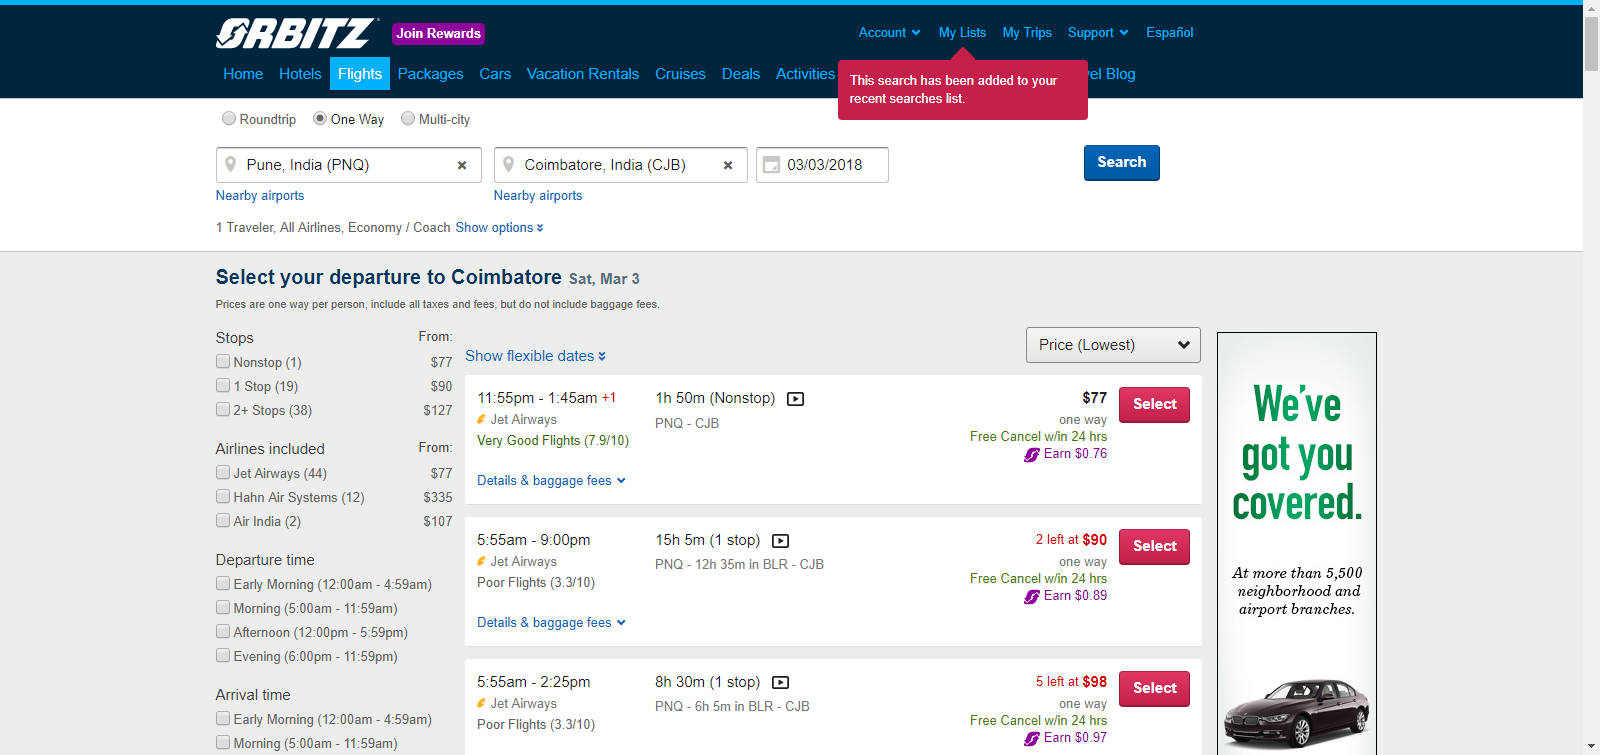 ORBITZ
Join Rewards
Account
My Lists
My Trips
Support
Español
Home
Hotels
Flights
Packages
Cars
Vacation Rentals
Cruises
Deals
Activities
vel Blog
This search has been added to your
recent searches list.
Roundtrip
One Way
Multi-city
Pune, India (PNQ)
Coimbatore, India (CJB)
03/03/2018
Search
Nearby airports
Nearby airports
1 Traveler, All Airlines, Economy / Coach Show options
Select your departure to Coimbatore Sat, Mar 3
Prices are one way per person, include all taxes and fees, but do not include baggage fees.
Stops From:
Nonstop (1) $77
1 Stop (19) $90
2+ Stops (38) $127
Airlines included From:
Jet Airways (44) $77
Hahn Air Systems (12) $335
Air India (2) $107
Departure time
Early Morning (12:00am - 4:59am)
Morning (5:00am - 11:59am)
Afternoon (12:00pm - 5:59pm)
Evening (6:00pm - 11:59pm)
Arrival time
Early Morning (12:00am - 4:59am)
Morning (5:00am - 11:59am)
Show flexible dates
Price (Lowest)
11:55pm - 1:45am +1
Jet Airways
Very Good Flights (7.9/10)
Details & baggage fees
1h 50m (Nonstop)
PNQ - CJB
$77
one way
Free Cancel w/in 24 hrs
Earn $0.76
Select
5:55am - 9:00pm
Jet Airways
Poor Flights (3.3/10)
Details & baggage fees
15h 5m (1 stop)
PNQ - 12h 35m in BLR - CJB
2 left at $90
one way
Free Cancel w/in 24 hrs
Earn $0.89
Select
5:55am - 2:25pm
Jet Airways
Poor Flights (3.3/10)
8h 30m (1 stop)
PNQ - 6h 5m in BLR - CJB
5 left at $98
one way
Free Cancel w/in 24 hrs
Earn $0.97
Select
We've
got you
covered.
At more than 5,500
neighborhood and
airport branches.